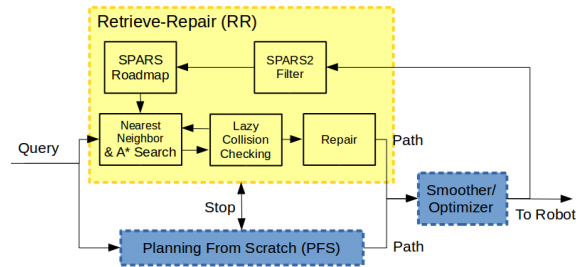 Retrieve-Repair (RR)
SPARS
Roadmap
SPARS2
Filter
Nearest
Neighbor
& A* Search
Lazy
Collision
Checking
Repair
Path
Query
Smoother/
Optimizer
To Robot
Stop
Planning From Scratch (PFS)
Path